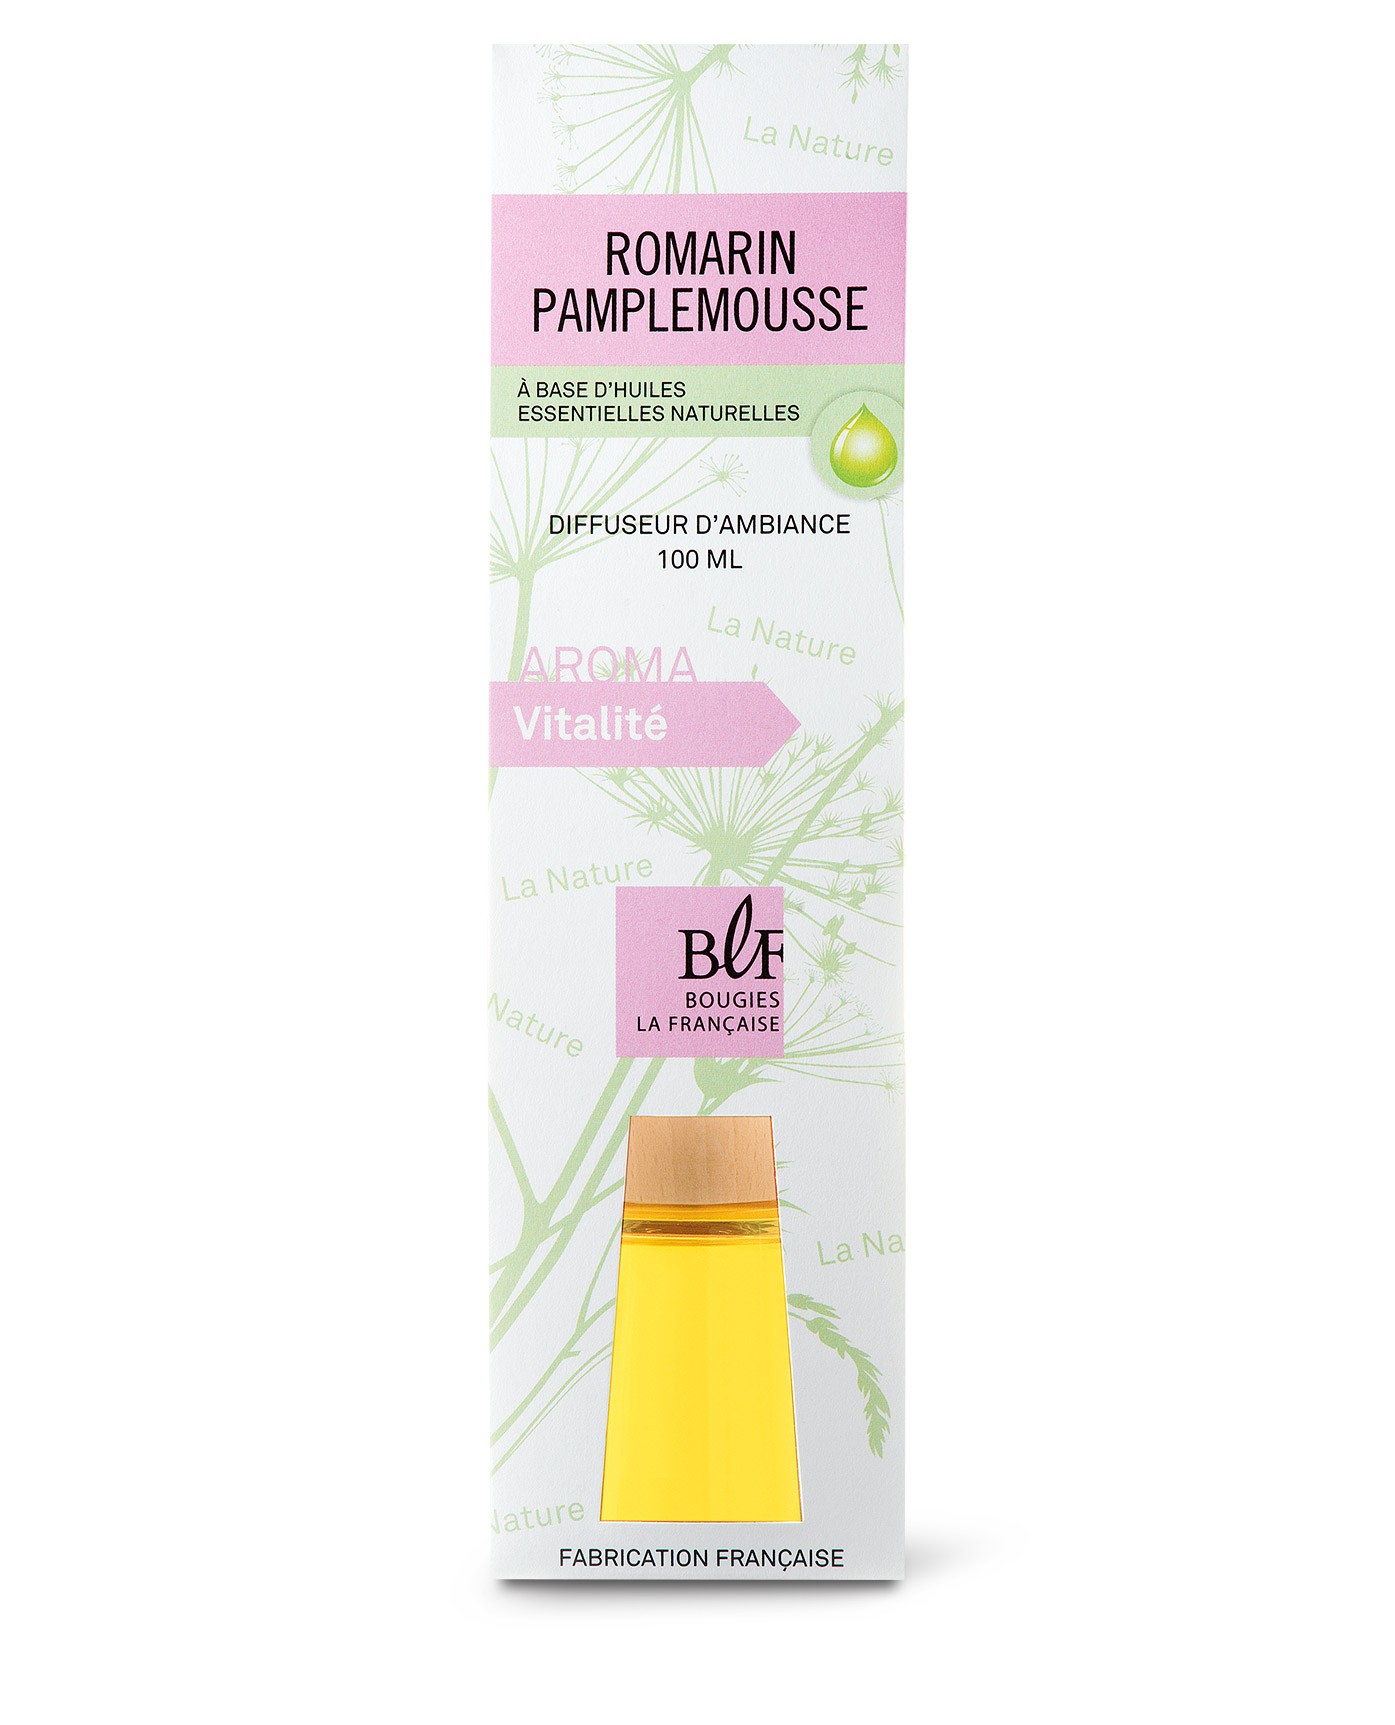 La Nature
ROMARIN
PAMPLEMOUSSE
À BASE D'HUILES
ESSENTIELLES NATURELLES
DIFFUSEUR D'AMBIANCE
100 ML
La Nature
AROMA
Vitalité
La Nature
BlF
BOUGIES
LA FRANÇAISE
Nature
La Na
Nature
FABRICATION FRANÇAISE